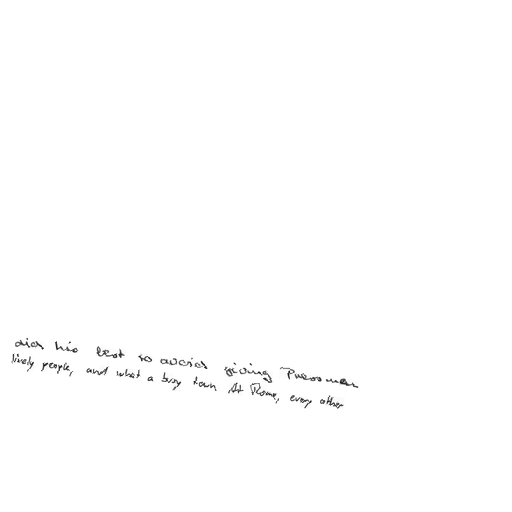 did his best to avoid giving Pressman
lively people, and what a busy town. At Rome, every other